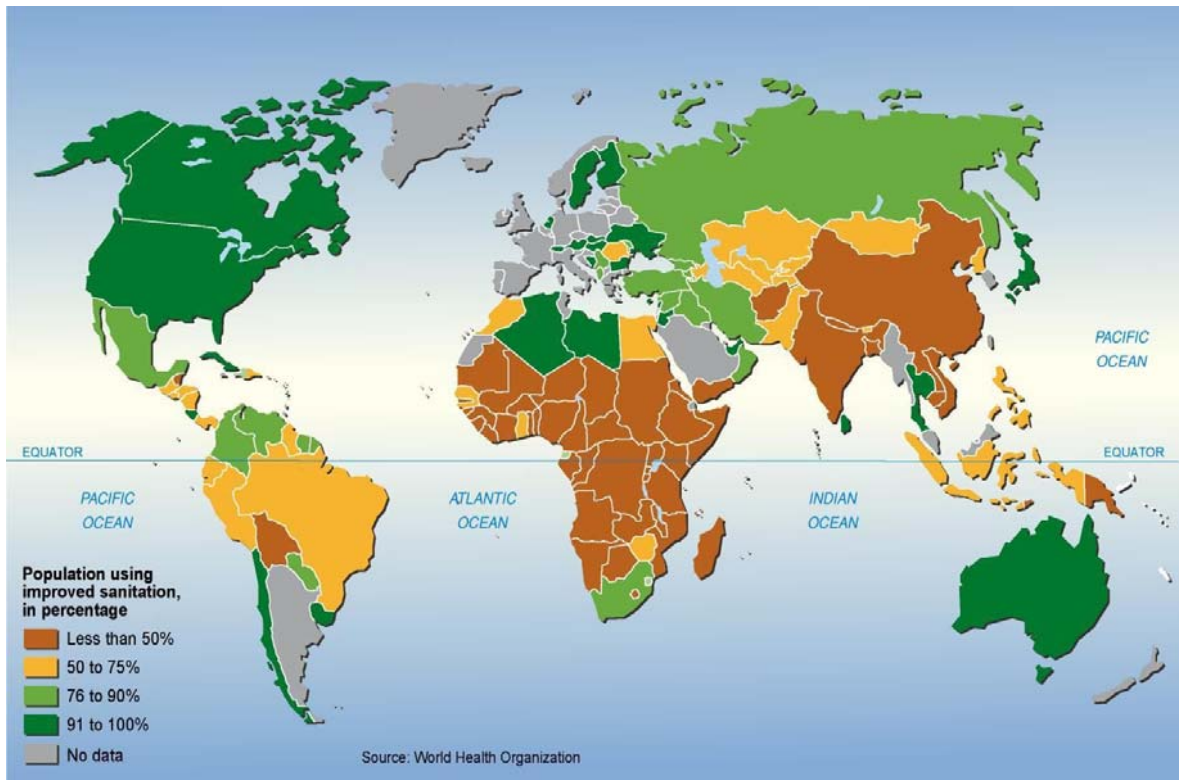 PACIFIC
OCEAN
EQUATOR
EQUATOR
PACIFIC
OCEAN
ATLANTIC
OCEAN
INDIAN
OCEAN
Population using
improved sanitation,
in percentage
Less than 50%
50 to 75%
76 to 90%
91 to 100%
No data
Source: World Health Organization